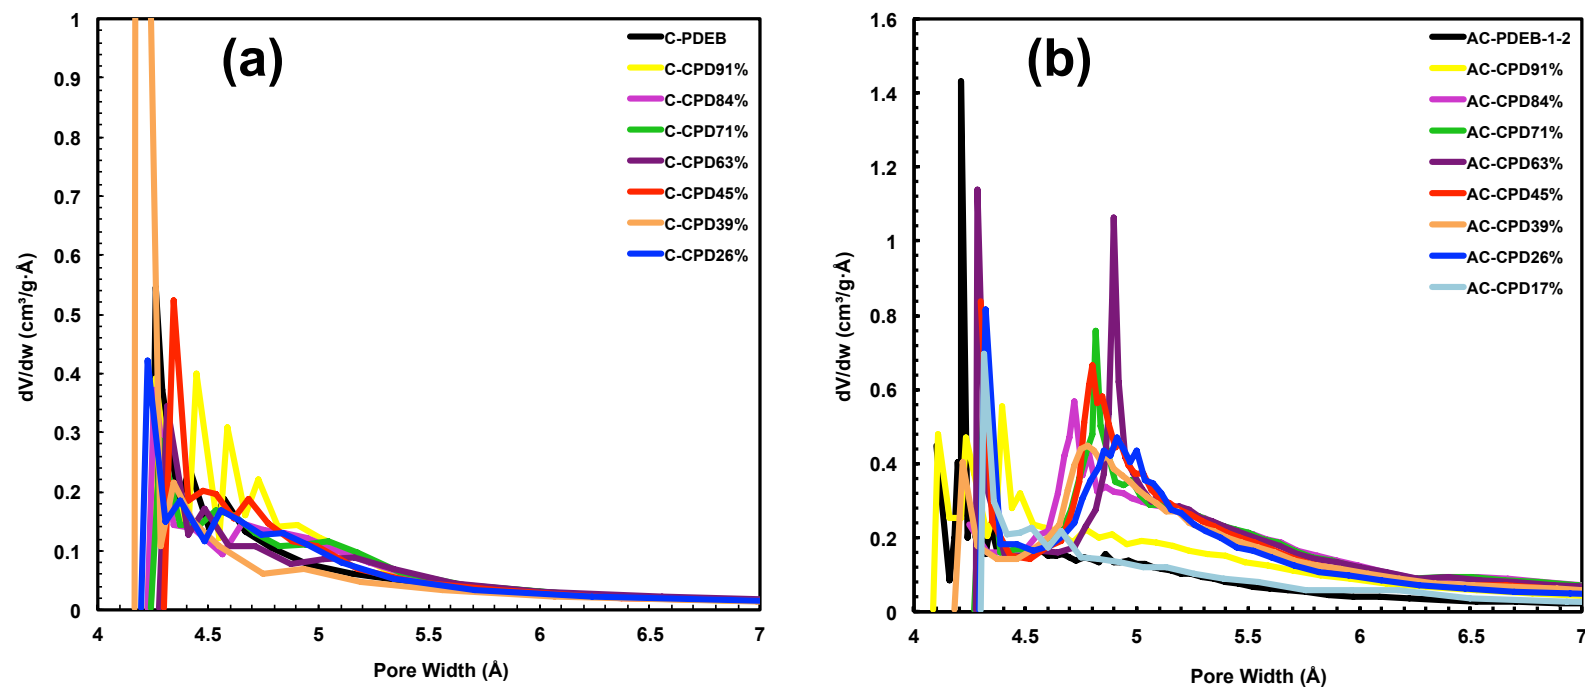 (a)
dV/dw (cm³/g·Å)
1
0.9
0.8
0.7
0.6
0.5
0.4
0.3
0.2
0.1
0
C-PDEB
C-CPD91%
C-CPD84%
C-CPD71%
C-CPD63%
C-CPD45%
C-CPD39%
C-CPD26%
4 4.5 5 5.5 6 6.5 7
Pore Width (Å)
(b)
dV/dw (cm³/g·Å)
1.6
1.4
1.2
1
0.8
0.6
0.4
0.2
0
AC-PDEB-1-2
AC-CPD91%
AC-CPD84%
AC-CPD71%
AC-CPD63%
AC-CPD45%
AC-CPD39%
AC-CPD26%
AC-CPD17%
4 4.5 5 5.5 6 6.5 7
Pore Width (Å)